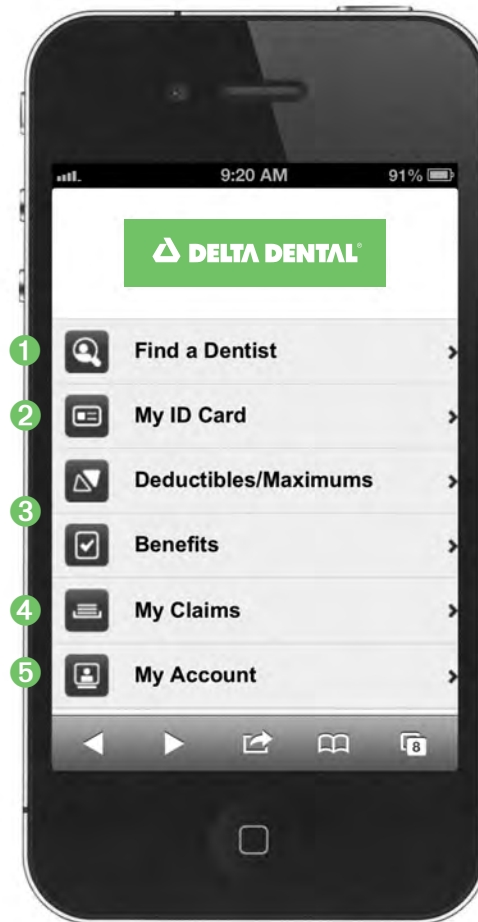 9:20 AM 91%
DELTA DENTAL®
1 Find a Dentist
2 My ID Card
Deductibles/Maximums
3
Benefits
4 My Claims
5 My Account
8